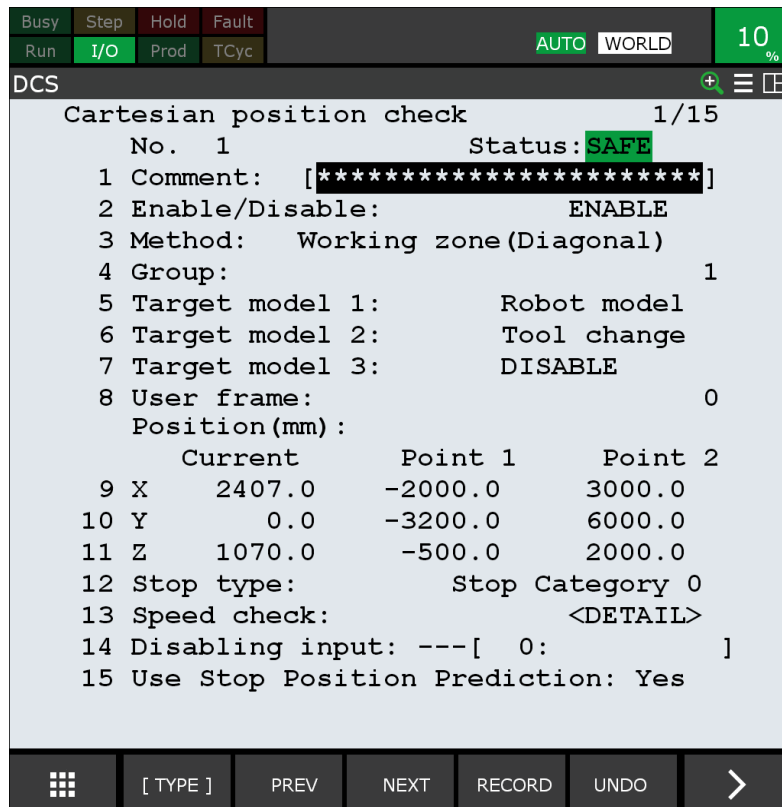 Busy Step Hold Fault
Run I/O Prod TCyc AUTO WORLD 10 %
DCS
Cartesian position check 1/15
No. 1 Status:SAFE
1 Comment: [***********************]
2 Enable/Disable: ENABLE
3 Method: Working zone(Diagonal)
4 Group: 1
5 Target model 1: Robot model
6 Target model 2: Tool change
7 Target model 3: DISABLE
8 User frame: 0
Position(mm):
Current Point 1 Point 2
9 X 2407.0 -2000.0 3000.0
10 Y 0.0 -3200.0 6000.0
11 Z 1070.0 -500.0 2000.0
12 Stop type: Stop Category 0
13 Speed check: <DETAIL>
14 Disabling input: ---[ 0: ]
15 Use Stop Position Prediction: Yes
[ TYPE ] PREV NEXT RECORD UNDO >